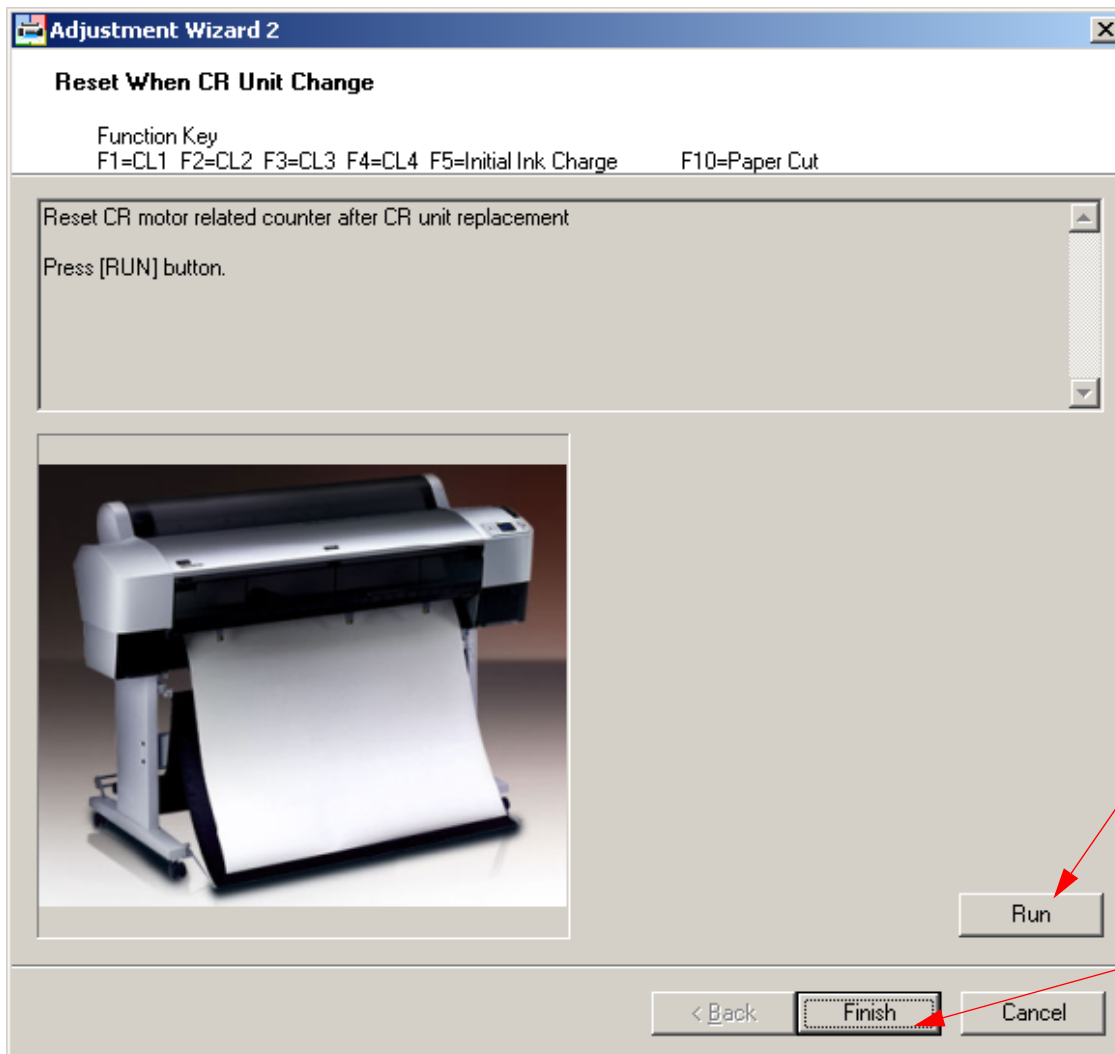 Adjustment Wizard 2
Reset When CR Unit Change
Function Key
F1=CL1 F2=CL2 F3=CL3 F4=CL4 F5=Initial Ink Charge F10=Paper Cut
Reset CR motor related counter after CR unit replacement
Press [RUN] button.
Run
< Back Finish Cancel